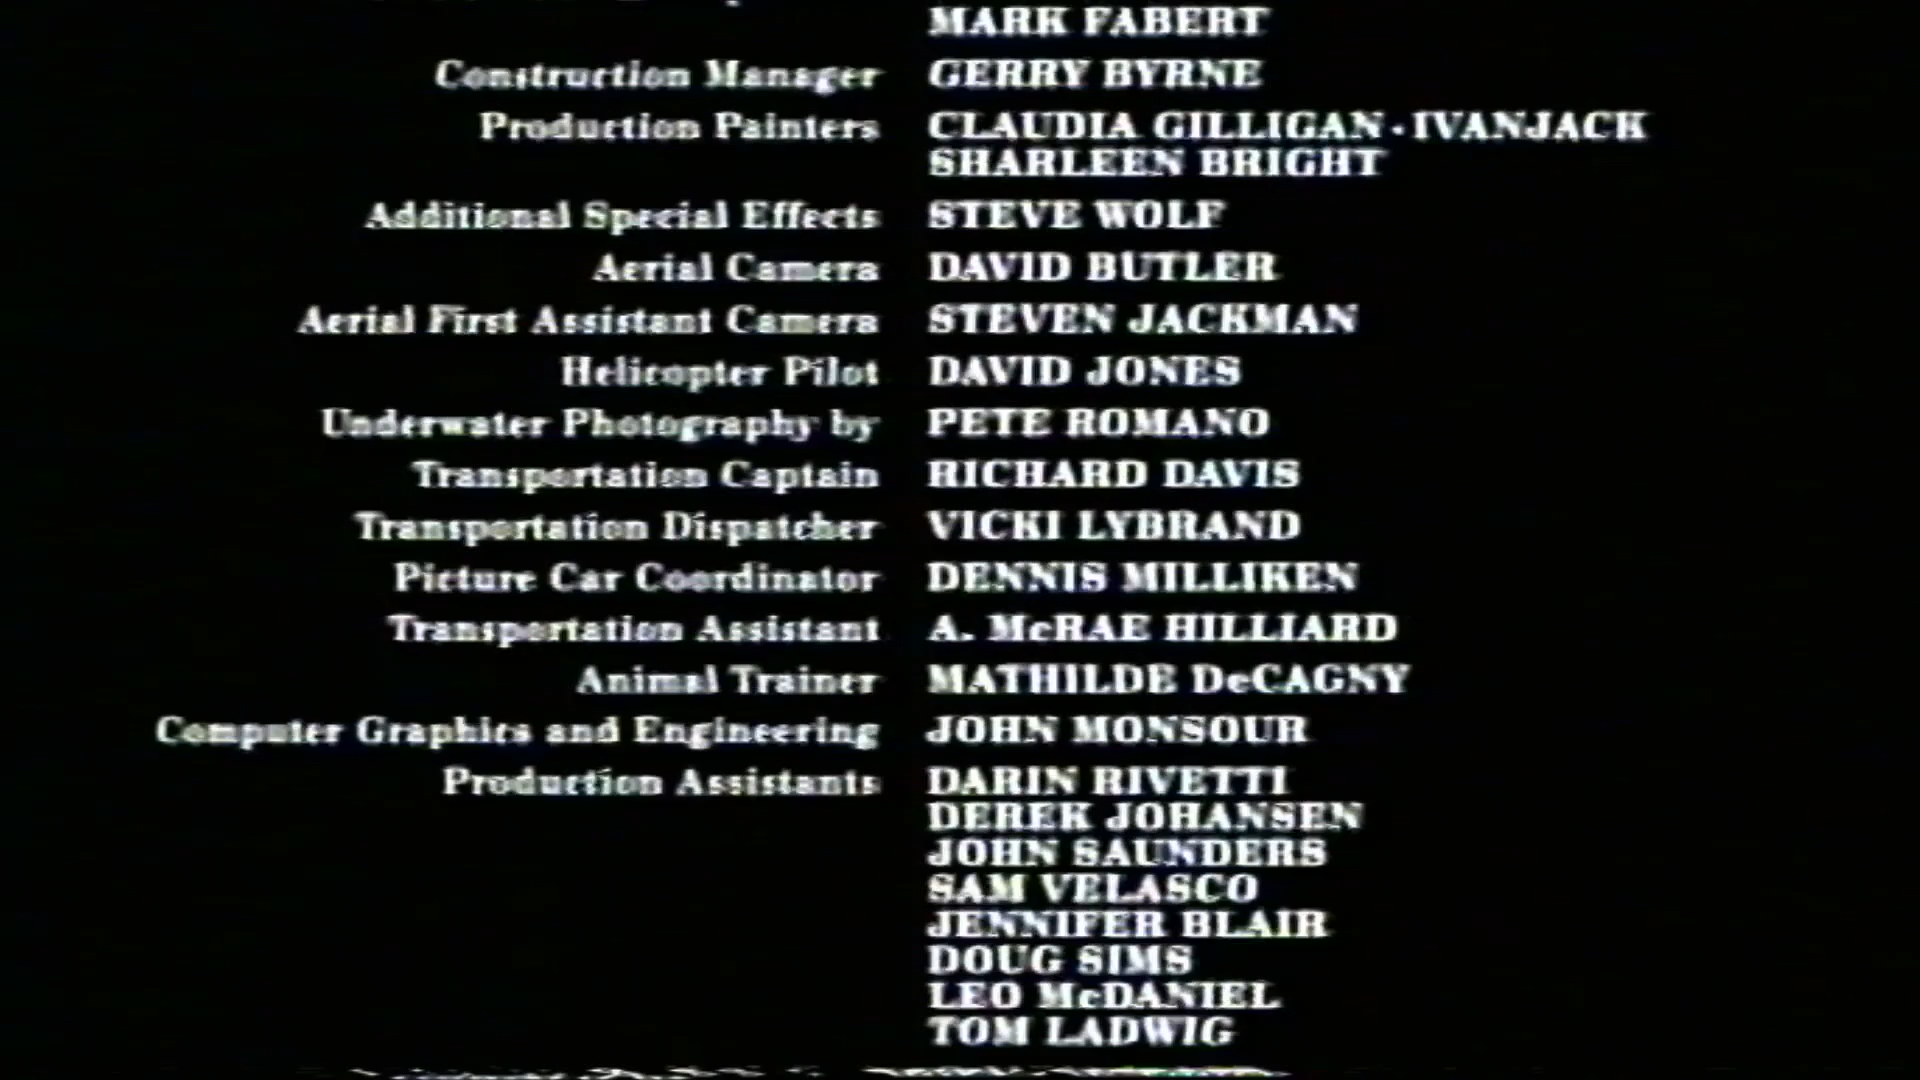 MARK FABERT
Construction Manager GERRY BYRNE
Production Painters CLAUDIA GILLIGAN-IVANJACK
SHARLEEN BRIGHT
Additional Special Effects STEVE WOLF
Aerial Camera DAVID BUTLER
Aerial First Assistant Camera STEVEN JACKMAN
Helicopter Pilot DAVID JONES
Underwater Photography by PETE ROMANO
Transportation Captain RICHARD DAVIS
Transportation Dispatcher VICKI LYBRAND
Picture Car Coordinator DENNIS MILLIKEN
Transportation Assistant A. McRAE HILLIARD
Animal Trainer MATHILDE DeCAGNY
Computer Graphics and Engineering JOHN MONSOUR
Production Assistants DARIN RIVETTI
DEREK JOHANSEN
JOHN SAUNDERS
SAM VELASCO
JENNIFER BLAIR
DOUG SIMS
LEO McDANIEL
TOM LADWIG